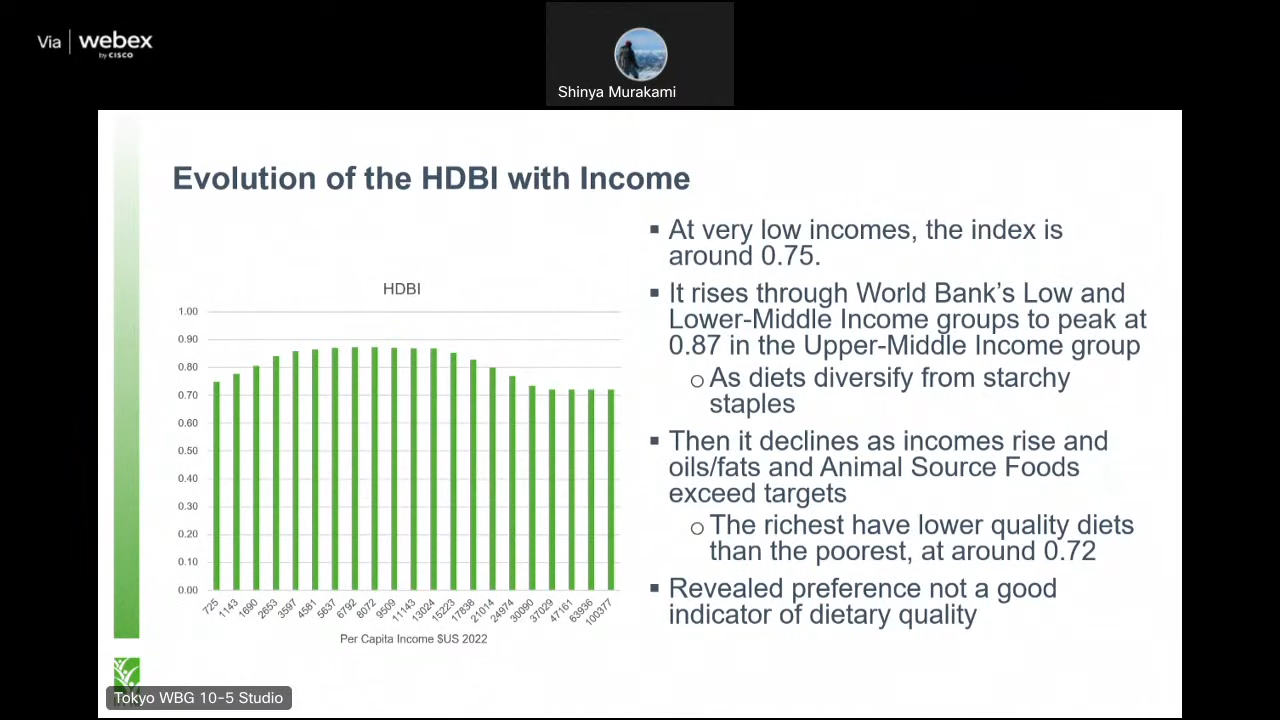 Via webex
by CISCO
Shinya Murakami
Evolution of the HDBI with Income
HDBI
1.00
0.90
0.80
0.70
0.60
0.50
0.40
0.30
0.20
0.10
0.00
725 1143 1690 2653 3597 4581 5637 6792 8072 9509 11143 13024 15223 17838 21014 24974 30090 37029 47161 63936 100377
Per Capita Income $US 2022
▪ At very low incomes, the index is
around 0.75.
▪ It rises through World Bank’s Low and
Lower-Middle Income groups to peak at
0.87 in the Upper-Middle Income group
o As diets diversify from starchy
staples
▪ Then it declines as incomes rise and
oils/fats and Animal Source Foods
exceed targets
o The richest have lower quality diets
than the poorest, at around 0.72
▪ Revealed preference not a good
indicator of dietary quality
Tokyo WBG 10-5 Studio